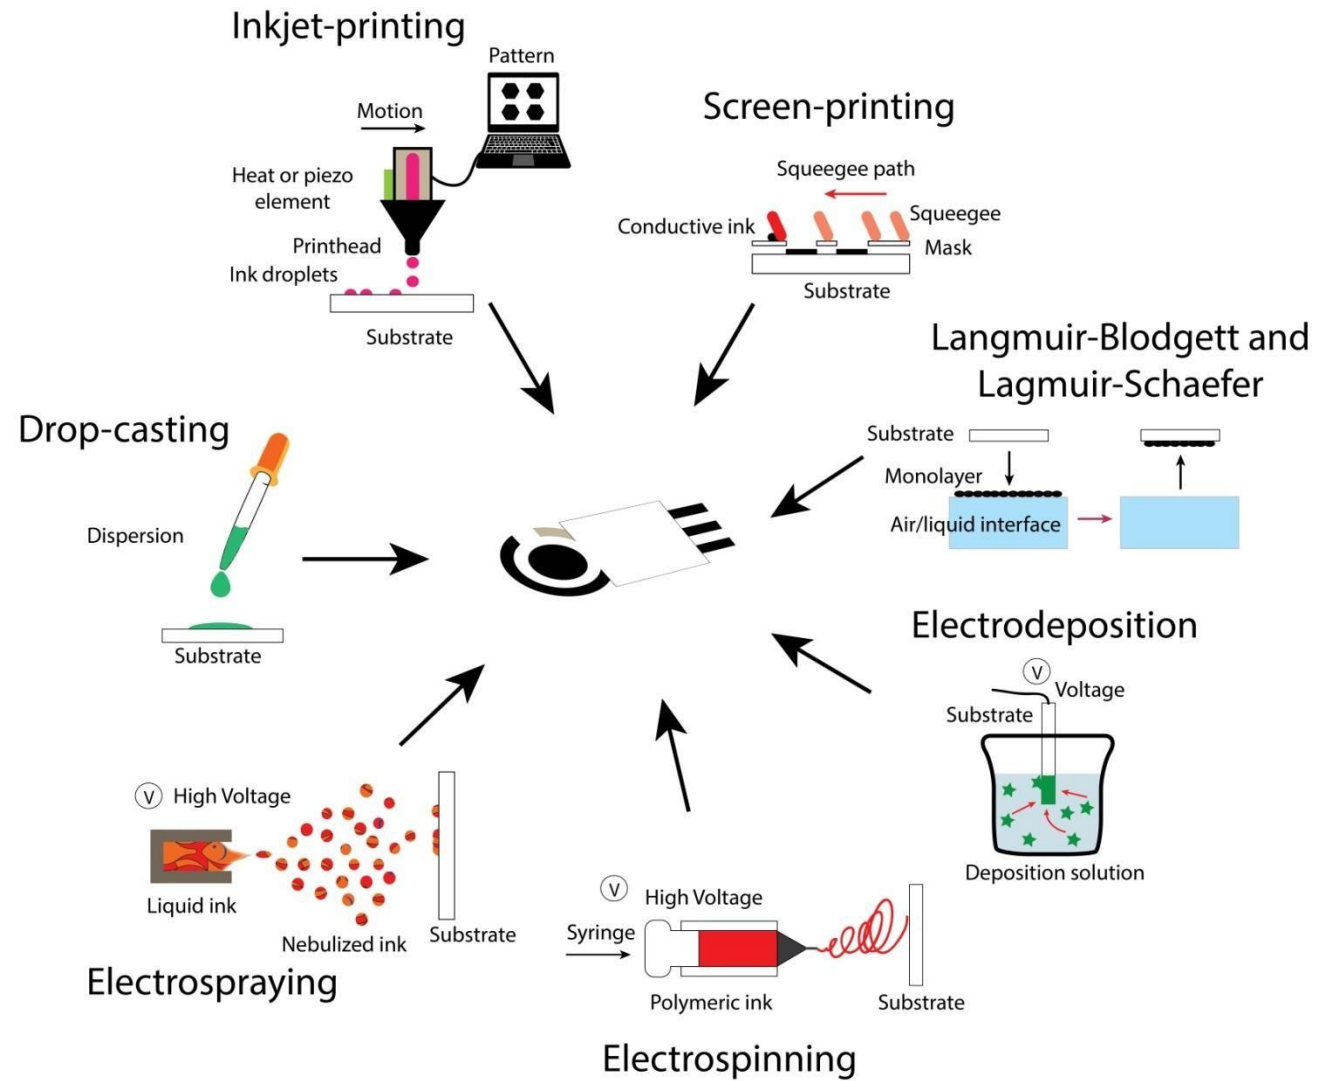 Inkjet-printing
Pattern
Motion
Heat or piezo
element
Printhead
Ink droplets
Substrate
Screen-printing
Squeegee path
Conductive ink
Squeegee
Mask
Substrate
Langmuir-Blodgett and
Lagmuir-Schaefer
Substrate
Monolayer
Air/liquid interface
Drop-casting
Dispersion
Substrate
Electrodeposition
V
Voltage
Substrate
Deposition solution
V High Voltage
Liquid ink
Nebulized ink
Substrate
Electrospraying
V High Voltage
Syringe
Polymeric ink
Substrate
Electrospinning